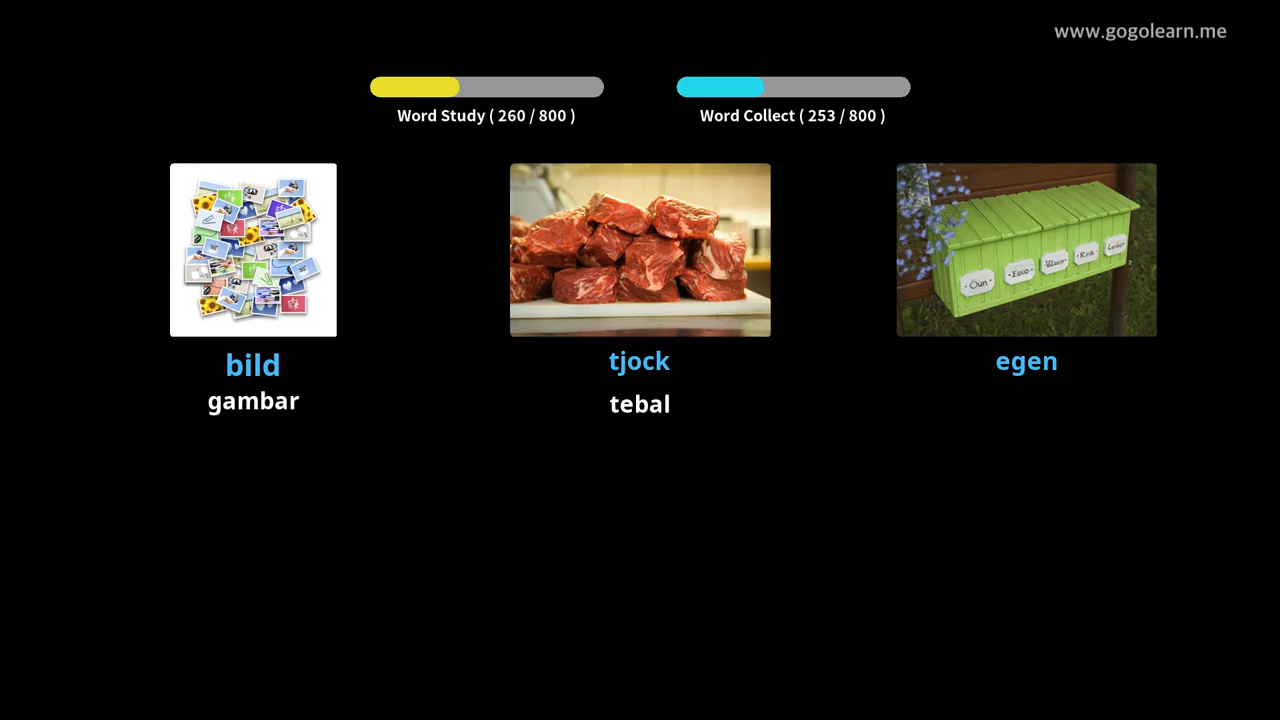 www.gogolearn.me
Word Study ( 260 / 800 )
Word Collect ( 253 / 800 )
bild
gambar
tjock
tebal
egen